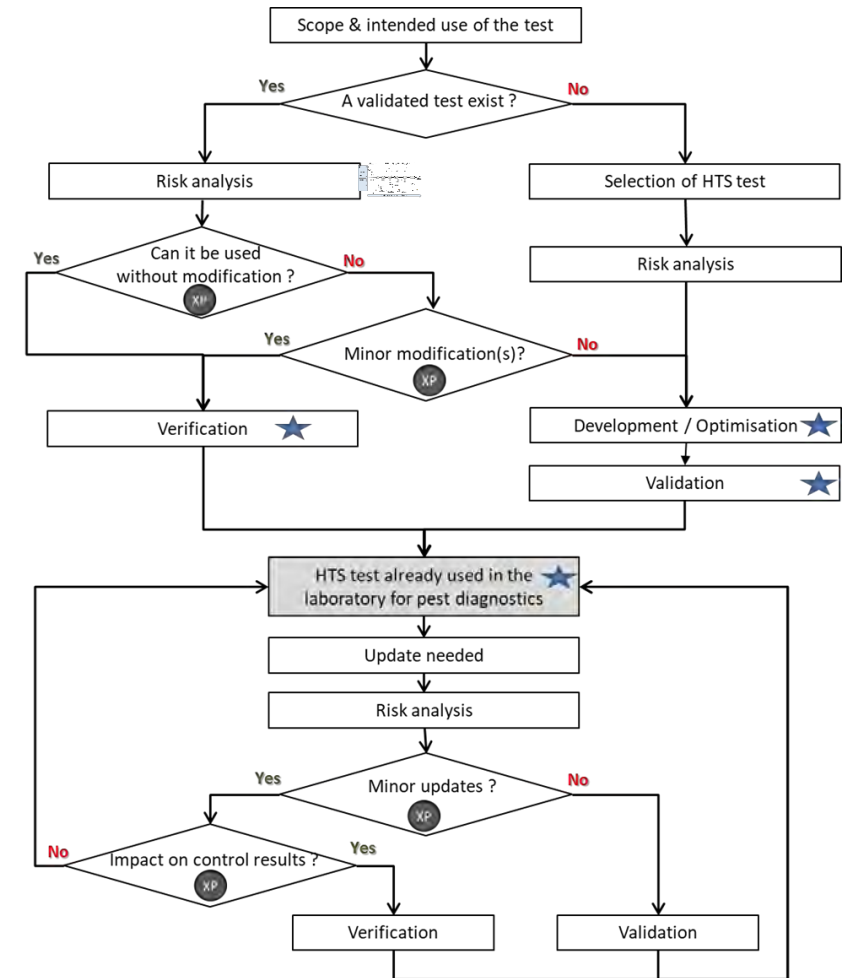 Scope & intended use of the test
Yes
No
A validated test exist ?
Risk analysis
Selection of HTS test
Yes
Can it be used
without modification ?
No
Risk analysis
Yes
Minor modification(s)?
No
XP
Verification
Development / Optimisation
Validation
HTS test already used in the
laboratory for pest diagnostics
Update needed
Risk analysis
Yes
Minor updates ?
No
XP
No
Impact on control results ?
Yes
XP
Verification
Validation